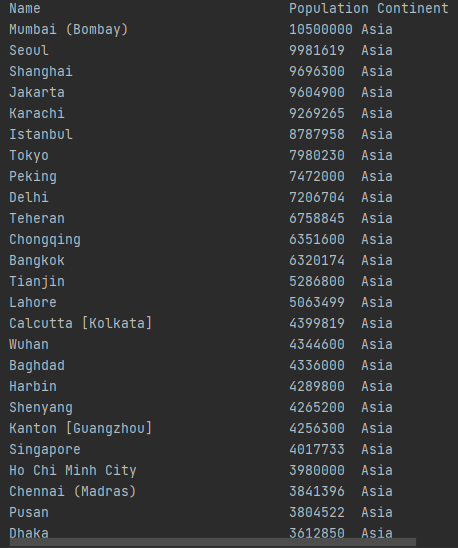 Name Population Continent
Mumbai (Bombay) 10500000 Asia
Seoul 9981619 Asia
Shanghai 9696300 Asia
Jakarta 9604900 Asia
Karachi 9269265 Asia
Istanbul 8787958 Asia
Tokyo 7980230 Asia
Peking 7472000 Asia
Delhi 7206704 Asia
Teheran 6758845 Asia
Chongqing 6351600 Asia
Bangkok 6320174 Asia
Tianjin 5286800 Asia
Lahore 5063499 Asia
Calcutta [Kolkata] 4399819 Asia
Wuhan 4344600 Asia
Baghdad 4336000 Asia
Harbin 4289800 Asia
Shenyang 4265200 Asia
Kanton [Guangzhou] 4256300 Asia
Singapore 4017733 Asia
Ho Chi Minh City 3980000 Asia
Chennai (Madras) 3841396 Asia
Pusan 3804522 Asia
Dhaka 3612850 Asia